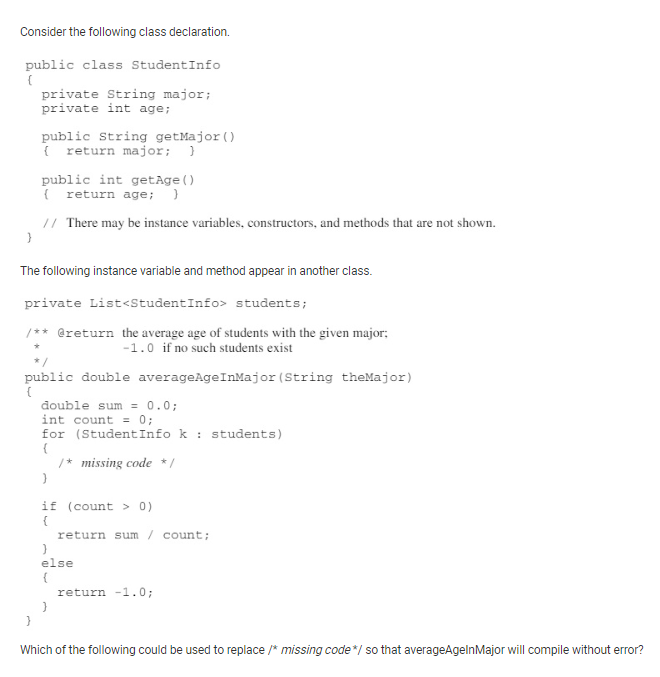 Consider the following class declaration.
public class StudentInfo
{
private String major;
private int age;
public String getMajor()
{ return major; }
public int getAge()
{ return age; }
// There may be instance variables, constructors, and methods that are not shown.
}
The following instance variable and method appear in another class.
private List<StudentInfo> students;
/** @return the average age of students with the given major;
* -1.0 if no such students exist
*/
public double averageAgeInMajor(String theMajor)
{
double sum = 0.0;
int count = 0;
for (StudentInfo k : students)
{
/* missing code */
}
if (count > 0)
{
return sum / count;
}
else
{
return -1.0;
}
}
Which of the following could be used to replace /* missing code */ so that averageAgeInMajor will compile without error?